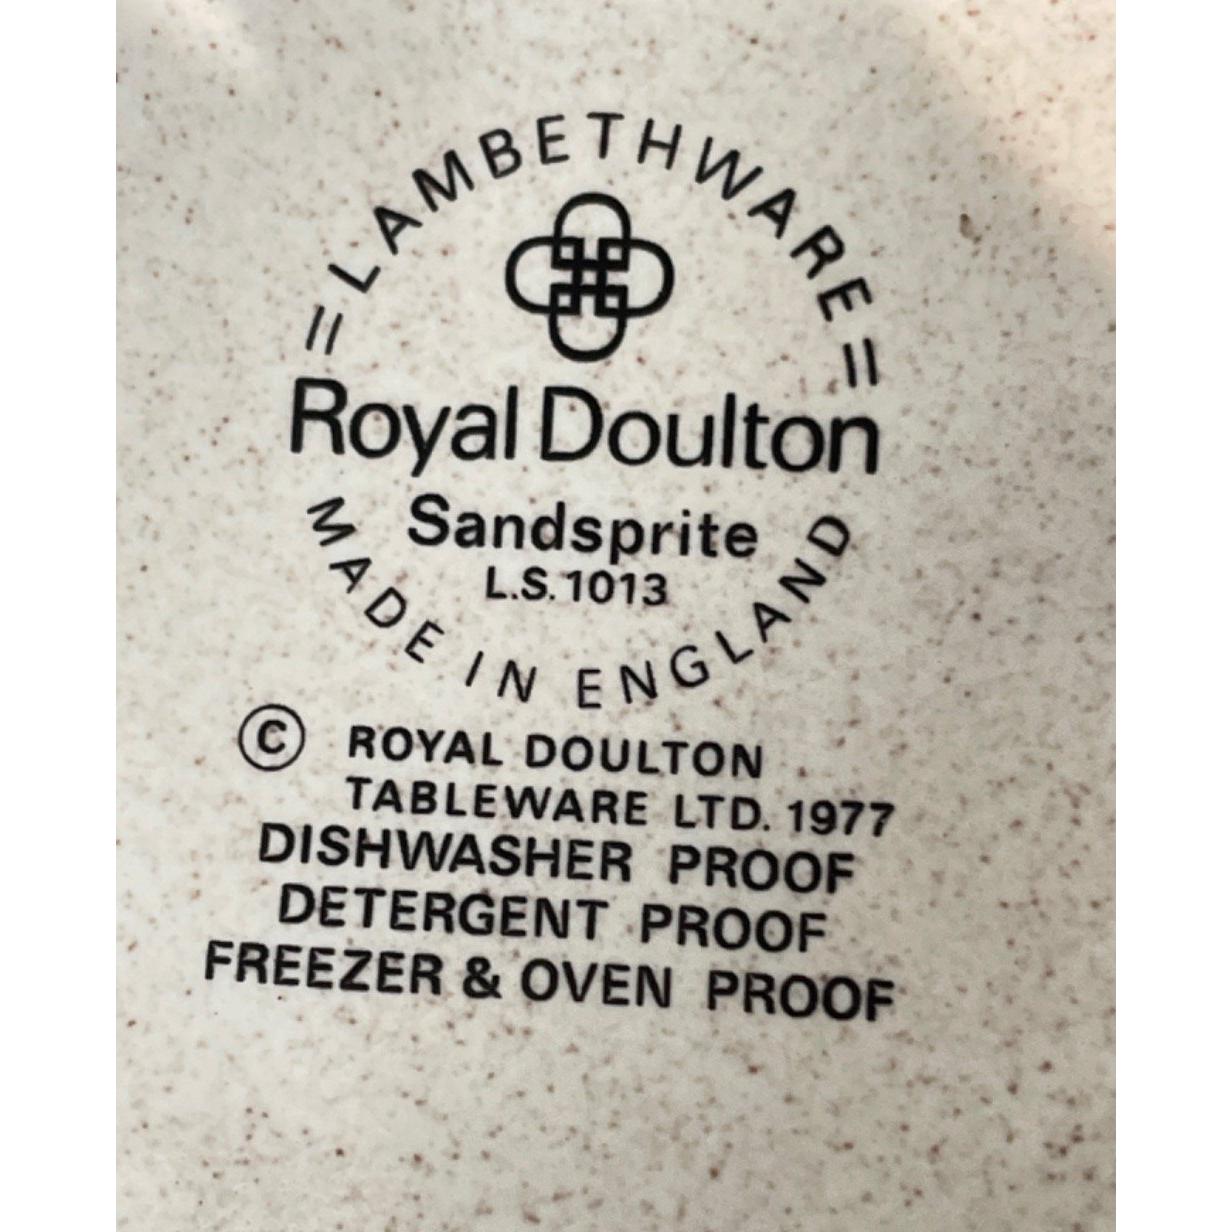 = LAMBETHWARE =
Royal Doulton
Sandsprite
L.S. 1013
MADE IN ENGLAND
© ROYAL DOULTON
TABLEWARE LTD. 1977
DISHWASHER PROOF
DETERGENT PROOF
FREEZER & OVEN PROOF